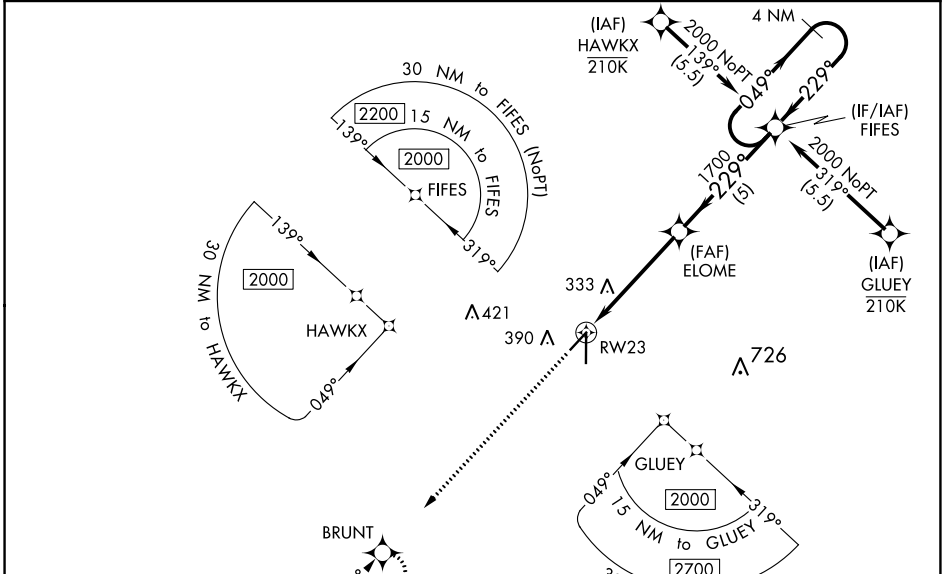 4 NM
(IAF)
HAWKX
210K
2000 NoPT
139°
(5.5)
049°
229°
(IF/IAF)
FIFES
30 NM to FIFES (NoPT)
2200
15 NM to FIFES
139°
2000
FIFES
319°
1700
229°
(5)
2000 NoPT
319°
(5.5)
(FAF)
ELOME
(IAF)
GLUEY
210K
139°
2000
30 NM to HAWKX
HAWKX
049°
333
421
390
RW23
726
GLUEY
049°
2000
319°
15 NM to GLUEY
2700
BRUNT